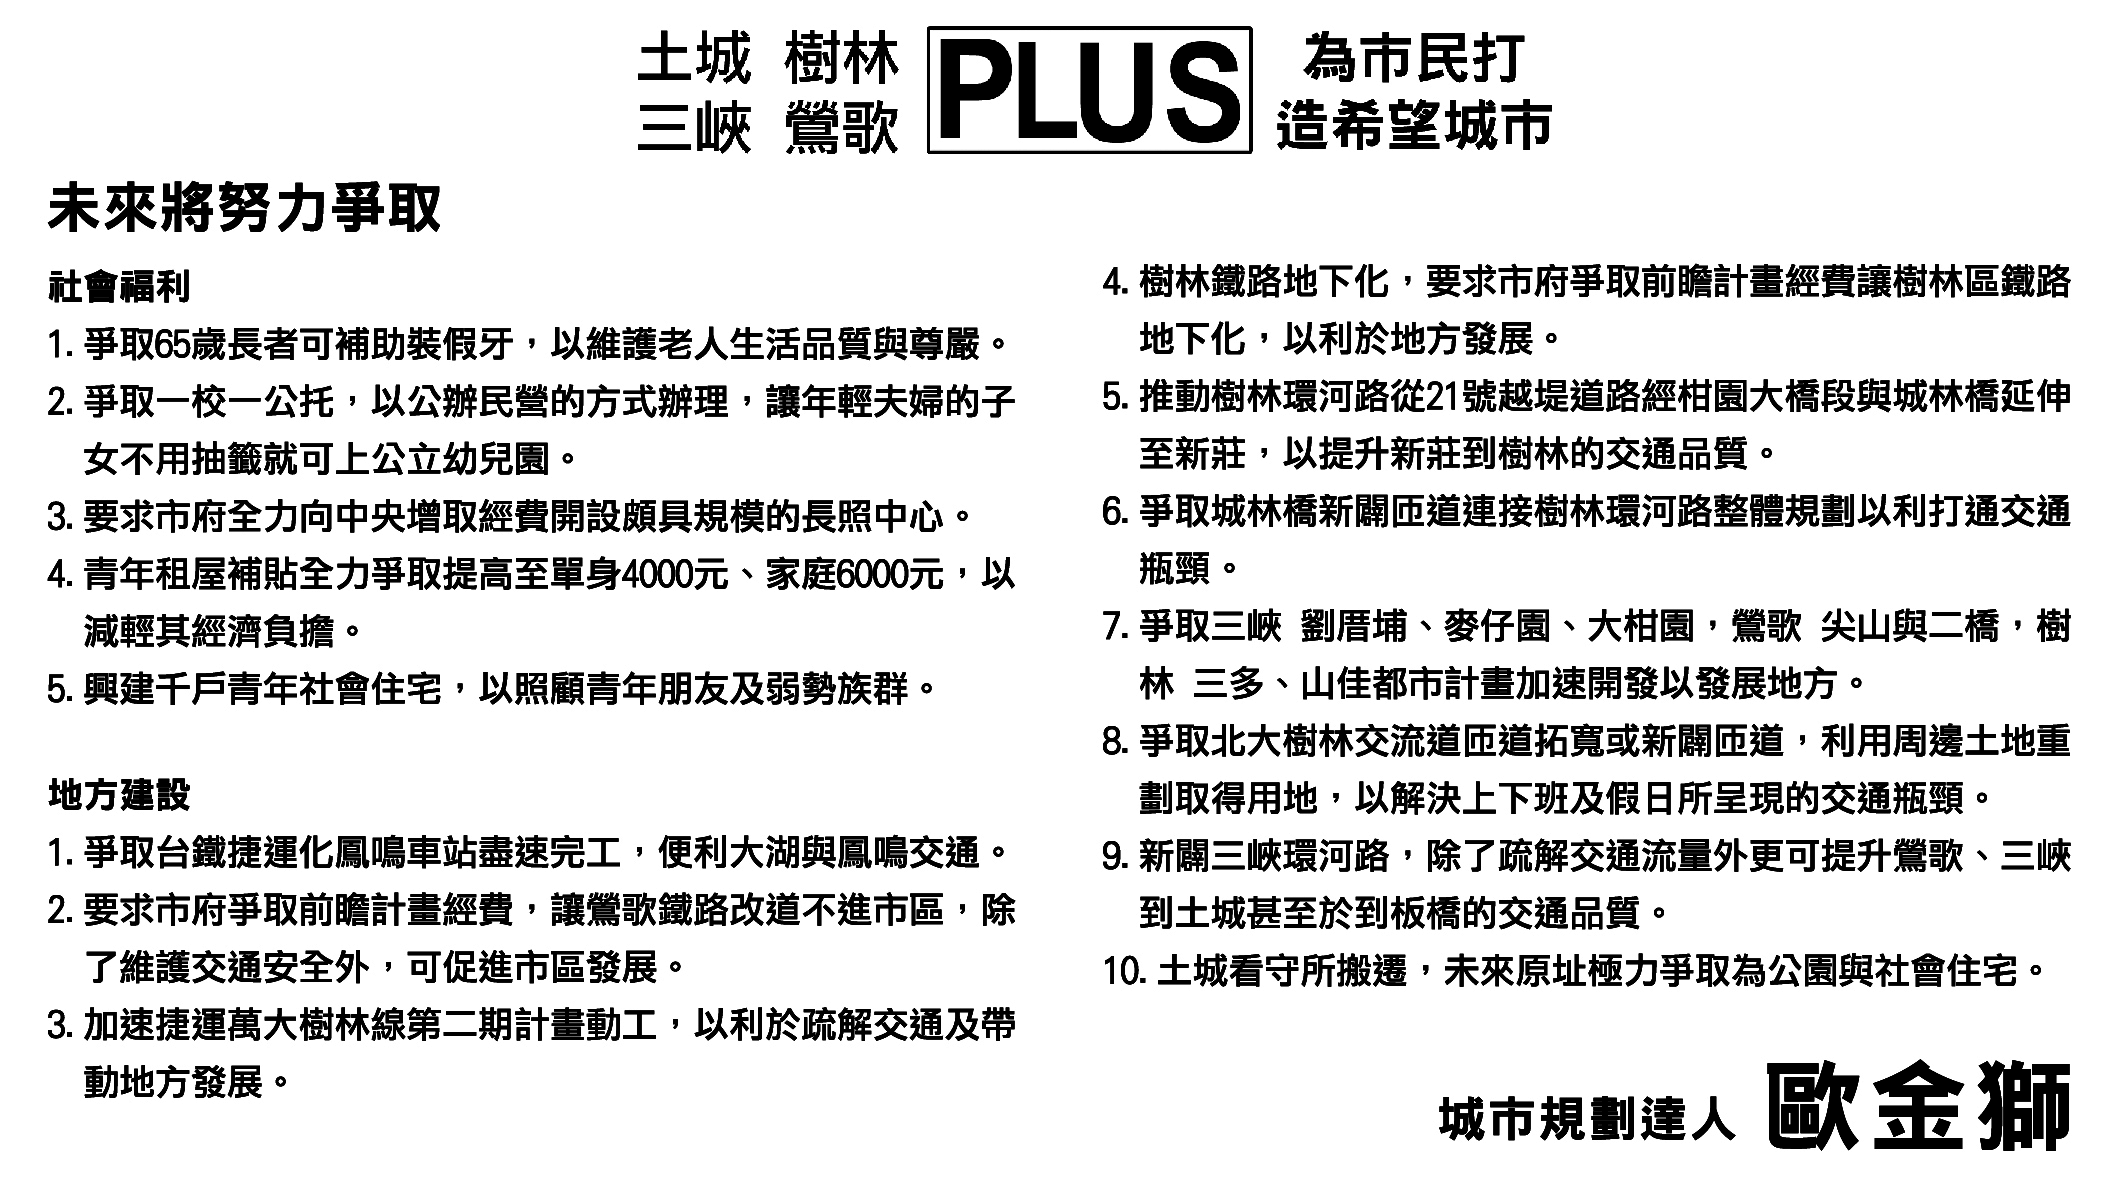 土城 樹林
三峽 鶯歌
PLUS
為市民打
造希望城市
未來將努力爭取
社會福利
1. 爭取65歲長者可補助裝假牙，以維護老人生活品質與尊嚴。
2. 爭取一校一公托，以公辦民營的方式辦理，讓年輕夫婦的子
女不用抽籤就可上公立幼兒園。
3. 要求市府全力向中央增取經費開設頗具規模的長照中心。
4. 青年租屋補貼全力爭取提高至單身4000元、家庭6000元，以
減輕其經濟負擔。
5. 興建千戶青年社會住宅，以照顧青年朋友及弱勢族群。
地方建設
1. 爭取台鐵捷運化鳳鳴車站盡速完工，便利大湖與鳳鳴交通。
2. 要求市府爭取前瞻計畫經費，讓鶯歌鐵路改道不進市區，除
了維護交通安全外，可促進市區發展。
3. 加速捷運萬大樹林線第二期計畫動工，以利於疏解交通及帶
動地方發展。
4. 樹林鐵路地下化，要求市府爭取前瞻計畫經費讓樹林區鐵路
地下化，以利於地方發展。
5. 推動樹林環河路從21號越堤道路經柑園大橋段與城林橋延伸
至新莊，以提升新莊到樹林的交通品質。
6. 爭取城林橋新闢匝道連接樹林環河路整體規劃以利打通交通
瓶頸。
7. 爭取三峽 劉厝埔、麥仔園、大柑園，鶯歌 尖山與二橋，樹
林 三多、山佳都市計畫加速開發以發展地方。
8. 爭取北大樹林交流道匝道拓寬或新闢匝道，利用周邊土地重
劃取得用地，以解決上下班及假日所呈現的交通瓶頸。
9. 新闢三峽環河路，除了疏解交通流量外更可提升鶯歌、三峽
到土城甚至於到板橋的交通品質。
10. 土城看守所搬遷，未來原址極力爭取為公園與社會住宅。
城市規劃達人 歐金獅